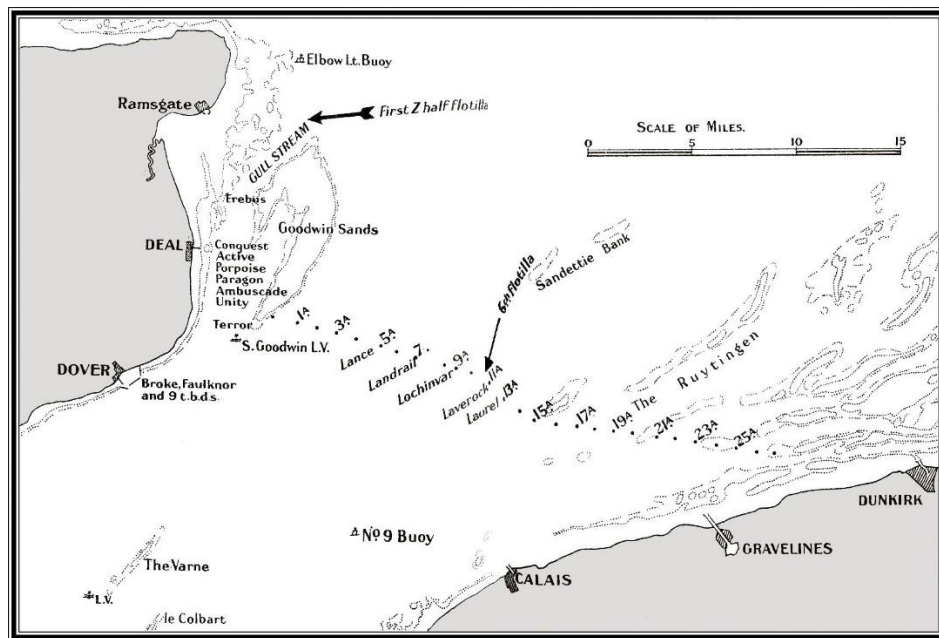 Elbow Lt. Buoy
Ramsgate
First Z half flotilla
GULL STREAM
SCALE OF MILES.
0 5 10 15
Erebus
Goodwin Sands
DEAL
Conquest
Active
Porpoise
Paragon
Ambuscade
Unity
6th flotilla
Sandettie Bank
Terror
S. Goodwin L.V.
1A
3A
Lance 5A
Landrail 7.
Lochinvar 9A
Laverock 11A
Laurel 13A
15A
17A
19A
21A
23A
25A
The Ruytingen
DOVER
Broke, Faulknor
and 9 t.b.d s.
DUNKIRK
No 9 Buoy
GRAVELINES
The Varne
CALAIS
L.V.
le Colbart